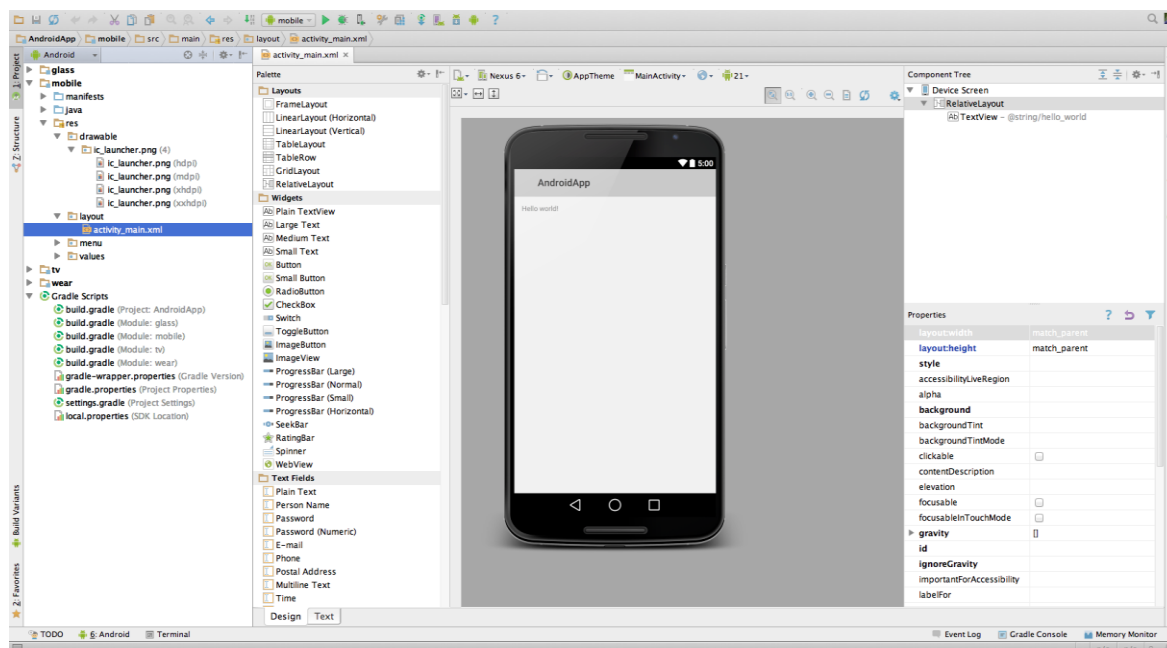 mobile
AndroidApp mobile src main res layout activity_main.xml
1: Project
Z: Structure
Build Variants
2: Favorites
Android
glass
mobile
manifests
java
res
drawable
ic_launcher.png (4)
ic_launcher.png (hdpi)
ic_launcher.png (mdpi)
ic_launcher.png (xhdpi)
ic_launcher.png (xxhdpi)
layout
activity_main.xml
menu
values
tv
wear
Gradle Scripts
build.gradle (Project: AndroidApp)
build.gradle (Module: glass)
build.gradle (Module: mobile)
build.gradle (Module: tv)
build.gradle (Module: wear)
gradle-wrapper.properties (Gradle Version)
gradle.properties (Project Properties)
settings.gradle (Project Settings)
local.properties (SDK Location)
activity_main.xml
Palette
Layouts
FrameLayout
LinearLayout (Horizontal)
LinearLayout (Vertical)
TableLayout
TableRow
GridLayout
RelativeLayout
Widgets
Ab Plain TextView
Ab Large Text
Ab Medium Text
Ab Small Text
Button
Small Button
RadioButton
CheckBox
Switch
ToggleButton
ImageButton
ImageView
ProgressBar (Large)
ProgressBar (Normal)
ProgressBar (Small)
ProgressBar (Horizontal)
SeekBar
RatingBar
Spinner
WebView
Text Fields
Plain Text
Person Name
Password
Password (Numeric)
E-mail
Phone
Postal Address
Multiline Text
Time
Design Text
Nexus 6 AppTheme MainActivity 21
5:00
AndroidApp
Hello world!
Component Tree
Device Screen
RelativeLayout
Ab TextView - @string/hello_world
Properties
layout:width match_parent
layout:height match_parent
style
accessibilityLiveRegion
alpha
background
backgroundTint
backgroundTintMode
clickable
contentDescription
elevation
focusable
focusableInTouchMode
gravity []
id
ignoreGravity
importantForAccessibility
labelFor
TODO 6: Android Terminal Event Log Gradle Console Memory Monitor